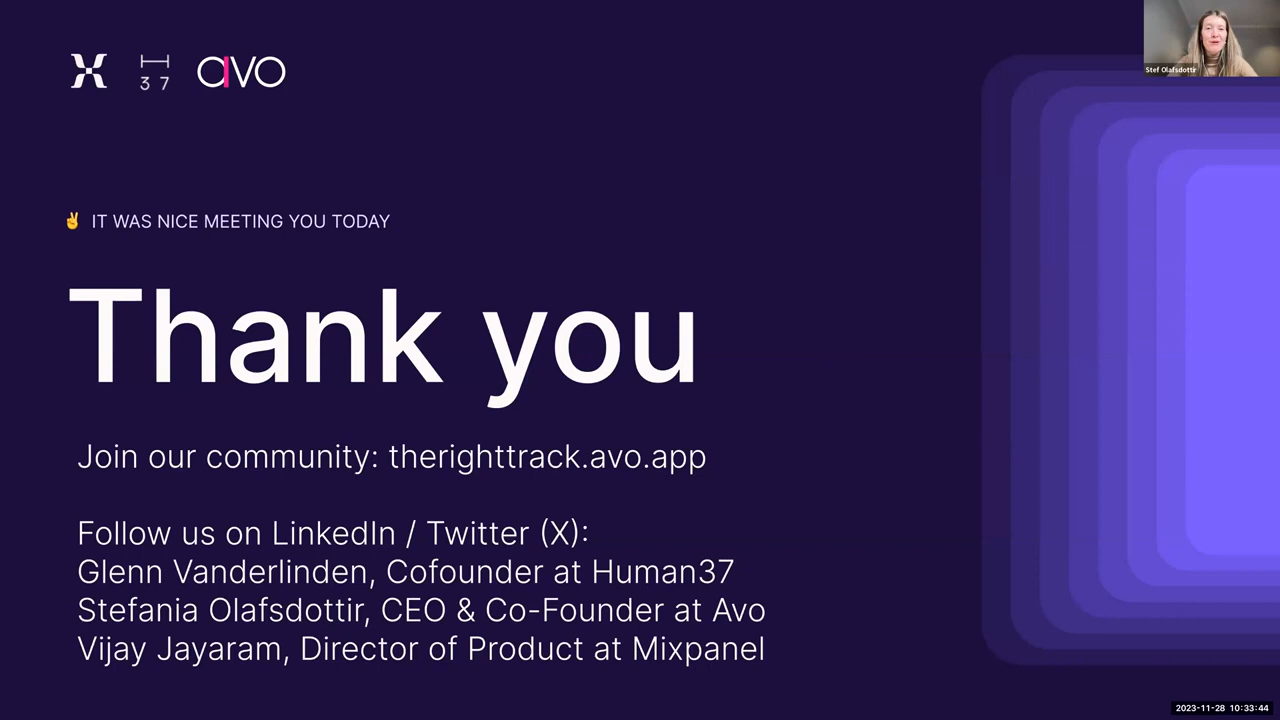 37
avo
Stef Olafsdottir
✌️ IT WAS NICE MEETING YOU TODAY
Thank you
Join our community: therighttrack.avo.app
Follow us on LinkedIn / Twitter (X):
Glenn Vanderlinden, Cofounder at Human37
Stefania Olafsdottir, CEO & Co-Founder at Avo
Vijay Jayaram, Director of Product at Mixpanel
2023-11-28 10:33:44